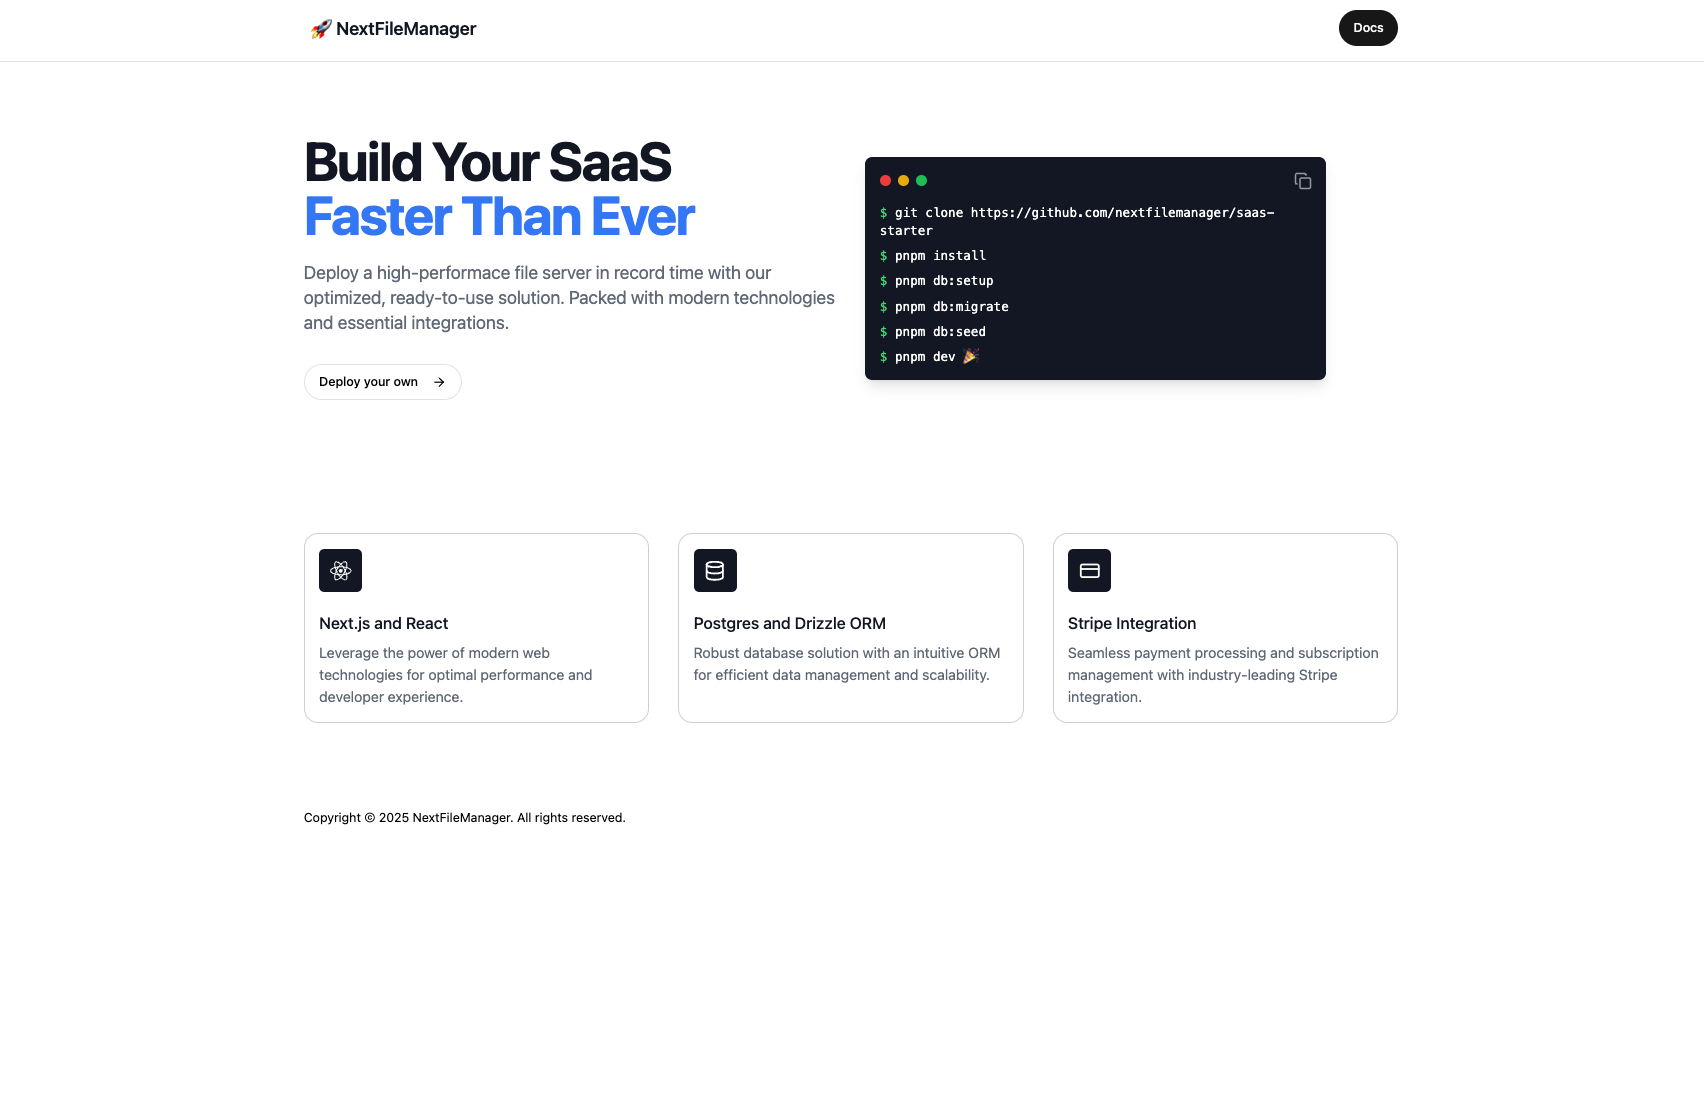 🚀 NextFileManager
Docs
Build Your SaaS
Faster Than Ever
Deploy a high-performace file server in record time with our
optimized, ready-to-use solution. Packed with modern technologies
and essential integrations.
Deploy your own →
$ git clone https://github.com/nextfilemanager/saas-
starter
$ pnpm install
$ pnpm db:setup
$ pnpm db:migrate
$ pnpm db:seed
$ pnpm dev 🎉
Next.js and React
Leverage the power of modern web
technologies for optimal performance and
developer experience.
Postgres and Drizzle ORM
Robust database solution with an intuitive ORM
for efficient data management and scalability.
Stripe Integration
Seamless payment processing and subscription
management with industry-leading Stripe
integration.
Copyright © 2025 NextFileManager. All rights reserved.